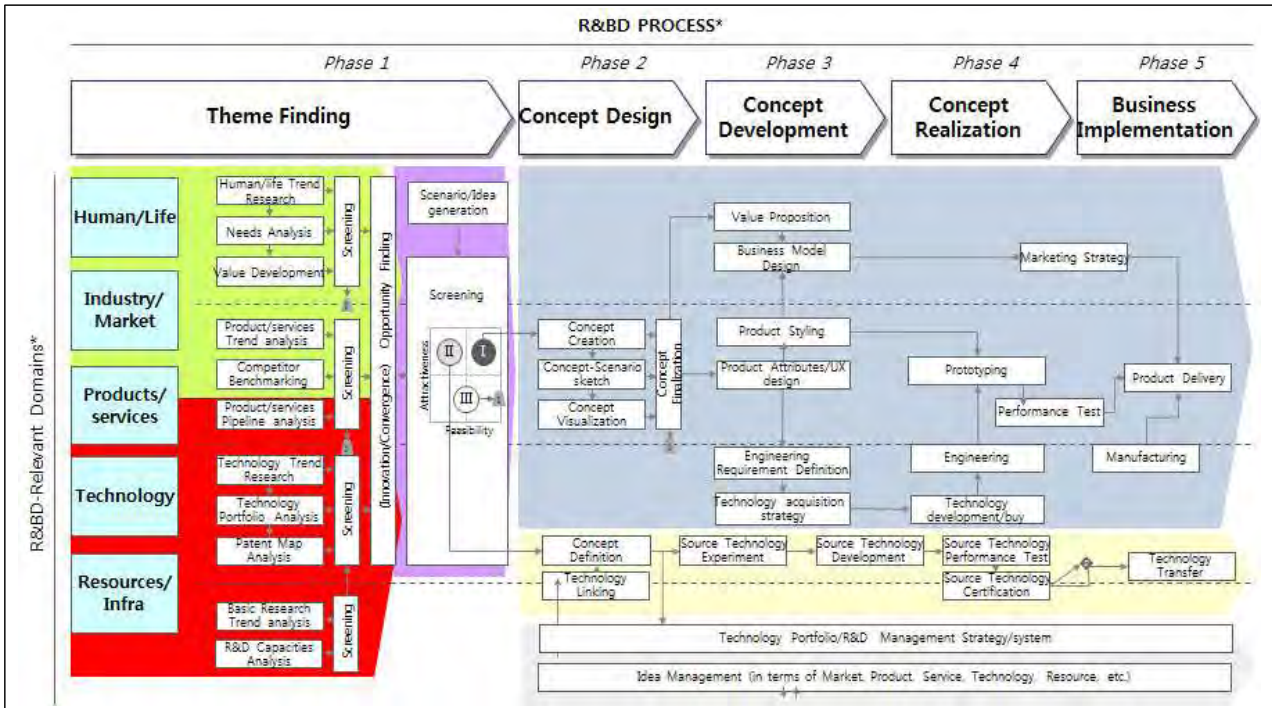 R&BD PROCESS*
Phase 1
Phase 2
Phase 3
Phase 4
Phase 5
Theme Finding
Concept Design
Concept
Development
Concept
Realization
Business
Implementation
R&BD-Relevant Domains*
Human/Life
Industry/
Market
Products/
services
Technology
Resources/
Infra
Human/life Trend
Research
Needs Analysis
Value Development
Screening
Product/services
Trend analysis
Competitor
Benchmarking
Product/services
Pipeline analysis
Screening
Technology Trend
Research
Technology
Portfolio Analysis
Patent Map
Analysis
Screening
Basic Research
Trend analysis
R&D Capacities
Analysis
Screening
(Innovation/Convergence) Opportunity Finding
Scenario/Idea
generation
Screening
Attractiveness
II
I
III
Feasibility
Concept
Creation
Concept-Scenario
sketch
Concept
Visualization
Concept
Finalization
Value Proposition
Business Model
Design
Marketing Strategy
Product Styling
Product Attributes/UX
design
Prototyping
Performance Test
Product Delivery
Engineering
Requirement Definition
Technology acquisition
strategy
Engineering
Technology
development/buy
Manufacturing
Concept
Definition
Technology
Linking
Source Technology
Experiment
Source Technology
Development
Source Technology
Performance Test
Source Technology
Certification
Technology
Transfer
Technology Portfolio/R&D Management Strategy/system
Idea Management (in terms of Market, Product, Service, Technology, Resource, etc.)